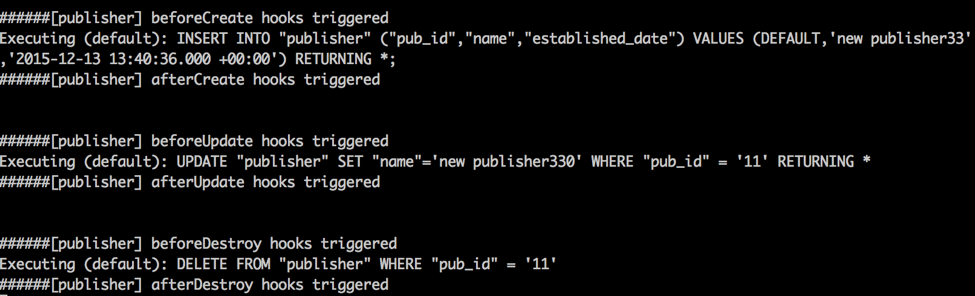 ######[publisher] beforeCreate hooks triggered
Executing (default): INSERT INTO "publisher" ("pub_id","name","established_date") VALUES (DEFAULT,'new publisher33'
,'2015-12-13 13:40:36.000 +00:00') RETURNING *;
######[publisher] afterCreate hooks triggered
######[publisher] beforeUpdate hooks triggered
Executing (default): UPDATE "publisher" SET "name"='new publisher330' WHERE "pub_id" = '11' RETURNING *
######[publisher] afterUpdate hooks triggered
######[publisher] beforeDestroy hooks triggered
Executing (default): DELETE FROM "publisher" WHERE "pub_id" = '11'
######[publisher] afterDestroy hooks triggered